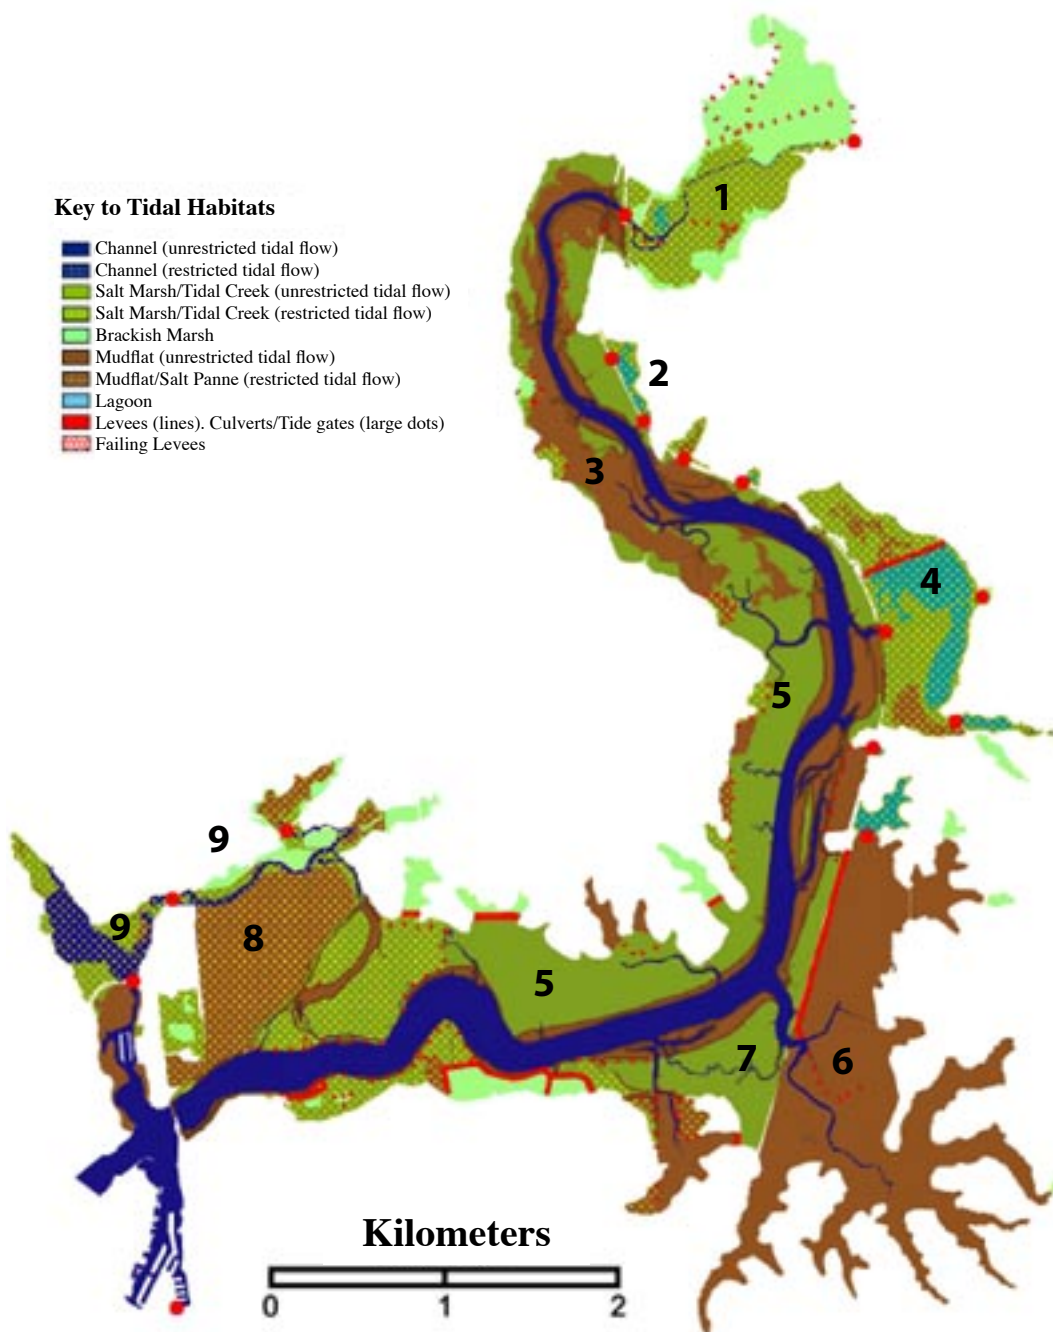 Key to Tidal Habitats
Channel (unrestricted tidal flow)
Channel (restricted tidal flow)
Salt Marsh/Tidal Creek (unrestricted tidal flow)
Salt Marsh/Tidal Creek (restricted tidal flow)
Brackish Marsh
Mudflat (unrestricted tidal flow)
Mudflat/Salt Panne (restricted tidal flow)
Lagoon
Levees (lines). Culverts/Tide gates (large dots)
Failing Levees
1
2
3
4
5
9
9
8
5
7
6
Kilometers
0 1 2